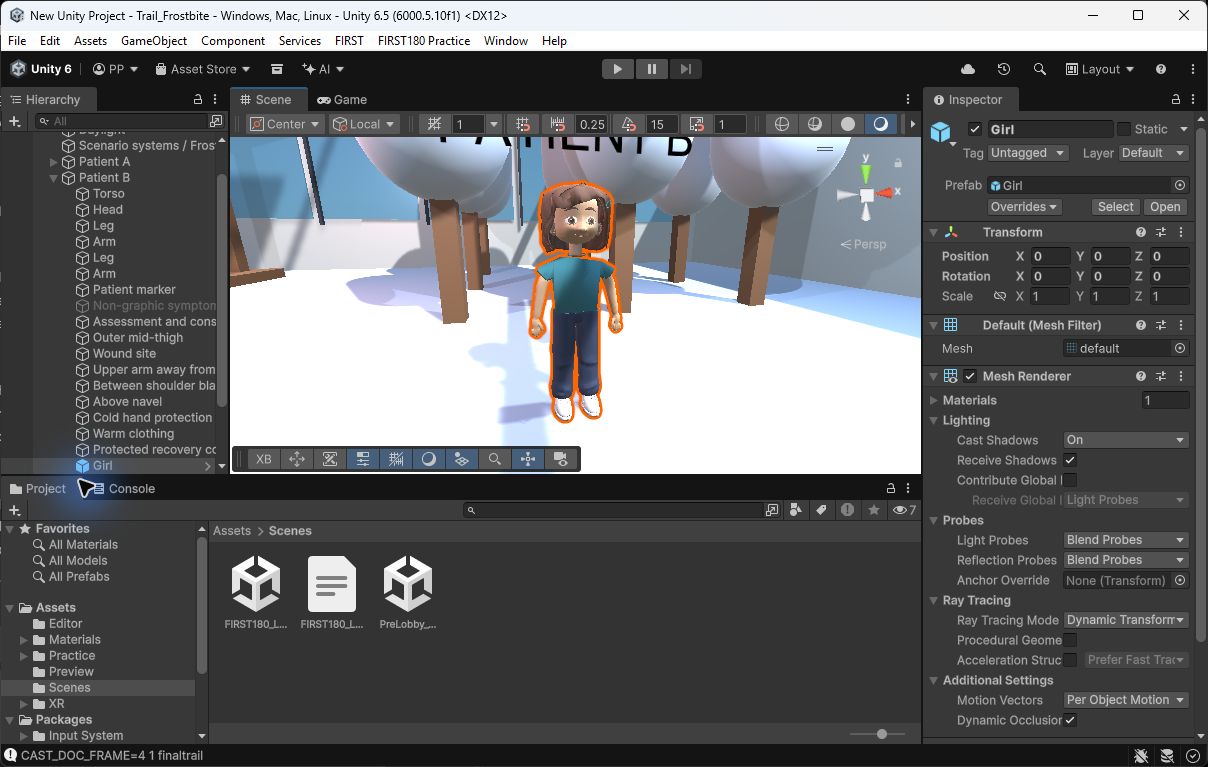 New Unity Project - Trail_Frostbite - Windows, Mac, Linux - Unity 6.5 (6000.5.10f1) <DX12>
File Edit Assets GameObject Component Services FIRST FIRST180 Practice Window Help
Unity 6 PP Asset Store AI Layout
Hierarchy
All
Daylight
Scenario systems / Fros
Patient A
Patient B
Torso
Head
Leg
Arm
Leg
Arm
Patient marker
Non-graphic symptom
Assessment and cons
Outer mid-thigh
Wound site
Upper arm away from
Between shoulder bla
Above navel
Cold hand protection
Warm clothing
Protected recovery co
Girl
Scene Game
Center Local 1 0.25 15 1
PATIENT B
y
x
Persp
XB
Inspector
Girl Static
Tag Untagged Layer Default
Prefab Girl
Overrides Select Open
Transform
Position X 0 Y 0 Z 0
Rotation X 0 Y 0 Z 0
Scale X 1 Y 1 Z 1
Default (Mesh Filter)
Mesh default
Mesh Renderer
Materials 1
Lighting
Cast Shadows On
Receive Shadows
Contribute Global I
Receive Global I Light Probes
Probes
Light Probes Blend Probes
Reflection Probes Blend Probes
Anchor Override None (Transform)
Ray Tracing
Ray Tracing Mode Dynamic Transform
Procedural Geome
Acceleration Struc Prefer Fast Trac
Additional Settings
Motion Vectors Per Object Motion
Dynamic Occlusion
Project Console
7
Favorites
All Materials
All Models
All Prefabs
Assets
Editor
Materials
Practice
Preview
Scenes
XR
Packages
Input System
Assets > Scenes
FIRST180_L... FIRST180_L... PreLobby_...
CAST_DOC_FRAME=4 1 finaltrail